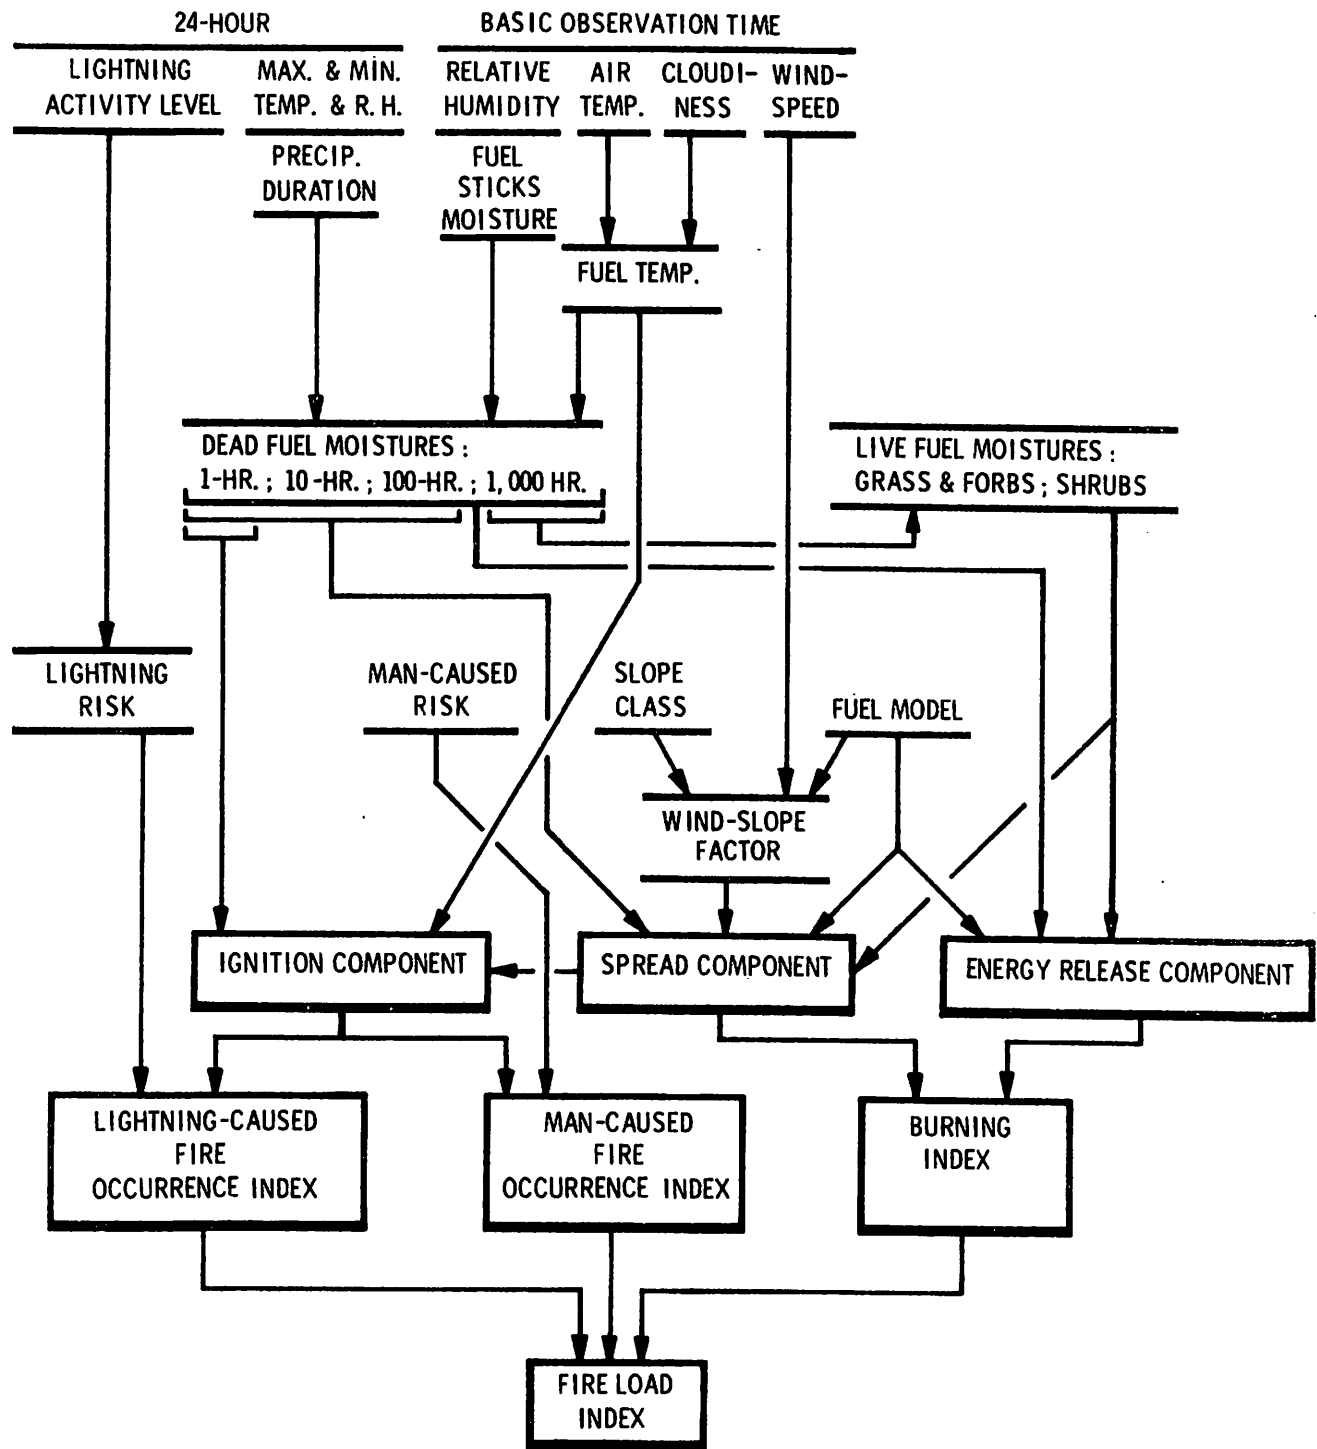 24-HOUR
BASIC OBSERVATION TIME
LIGHTNING
ACTIVITY LEVEL
MAX. & MIN.
TEMP. & R.H.
RELATIVE
HUMIDITY
AIR
TEMP.
CLOUDI-
NESS
WIND-
SPEED
PRECIP.
DURATION
FUEL
STICKS
MOISTURE
FUEL TEMP.
DEAD FUEL MOISTURES:
1-HR.; 10-HR.; 100-HR.; 1,000 HR.
LIVE FUEL MOISTURES:
GRASS & FORBS; SHRUBS
LIGHTNING
RISK
MAN-CAUSED
RISK
SLOPE
CLASS
FUEL MODEL
WIND-SLOPE
FACTOR
IGNITION COMPONENT
SPREAD COMPONENT
ENERGY RELEASE COMPONENT
LIGHTNING-CAUSED
FIRE
OCCURRENCE INDEX
MAN-CAUSED
FIRE
OCCURRENCE INDEX
BURNING
INDEX
FIRE LOAD
INDEX